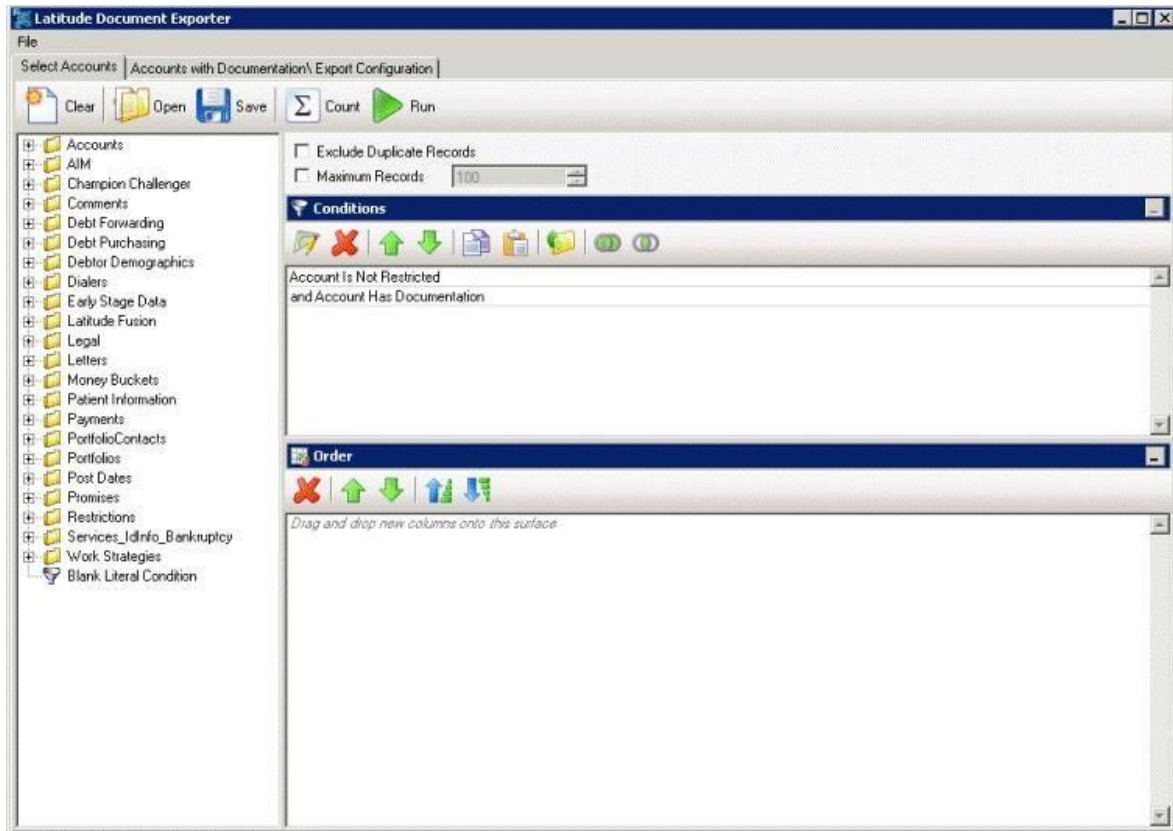 Latitude Document Exporter
File
Select Accounts Accounts with Documentation\ Export Configuration
Clear Open Save Σ Count Run
Accounts
AIM
Champion Challenger
Comments
Debt Forwarding
Debt Purchasing
Debtor Demographics
Dialers
Early Stage Data
Latitude Fusion
Legal
Letters
Money Buckets
Patient Information
Payments
PortfolioContacts
Portfolios
Post Dates
Promises
Restrictions
Services_IdInfo_Bankruptcy
Work Strategies
Blank Literal Condition
Exclude Duplicate Records
Maximum Records 100
Conditions
Account Is Not Restricted
and Account Has Documentation
Order
Drag and drop new columns onto this surface